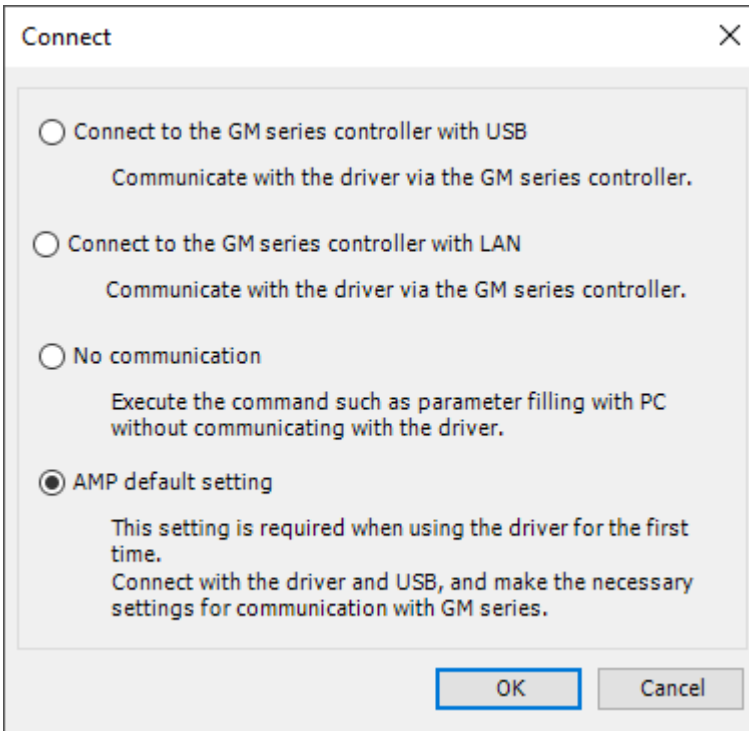 Connect
Connect to the GM series controller with USB
Communicate with the driver via the GM series controller.
Connect to the GM series controller with LAN
Communicate with the driver via the GM series controller.
No communication
Execute the command such as parameter filling with PC
without communicating with the driver.
AMP default setting
This setting is required when using the driver for the first
time.
Connect with the driver and USB, and make the necessary
settings for communication with GM series.
OK
Cancel